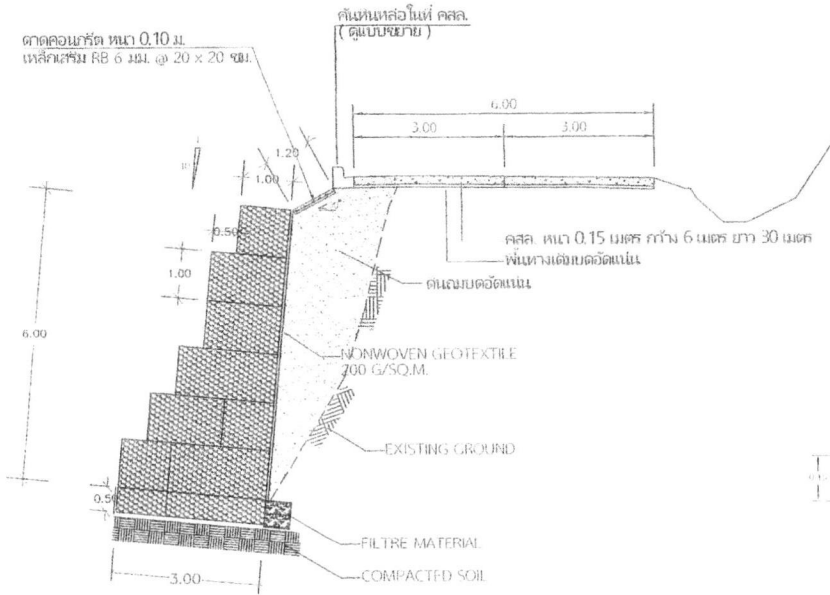 คันหินหล่อในที่ คสล.
( ดูแบบขยาย )
ดาดคอนกรีต หนา 0.10 ม.
เหล็กเสริม RB 6 มม. @ 20 x 20 ซม.
6.00
3.00
3.00
1.20
1.00
0.50
1.00
6.00
คสล. หนา 0.15 เมตร กว้าง 6 เมตร ยาว 30 เมตร
พื้นทางเดิมบดอัดแน่น
ดินถมบดอัดแน่น
NONWOVEN GEOTEXTILE
200 G/SQ.M.
EXISTING GROUND
0.50
FILTRE MATERIAL
COMPACTED SOIL
3.00